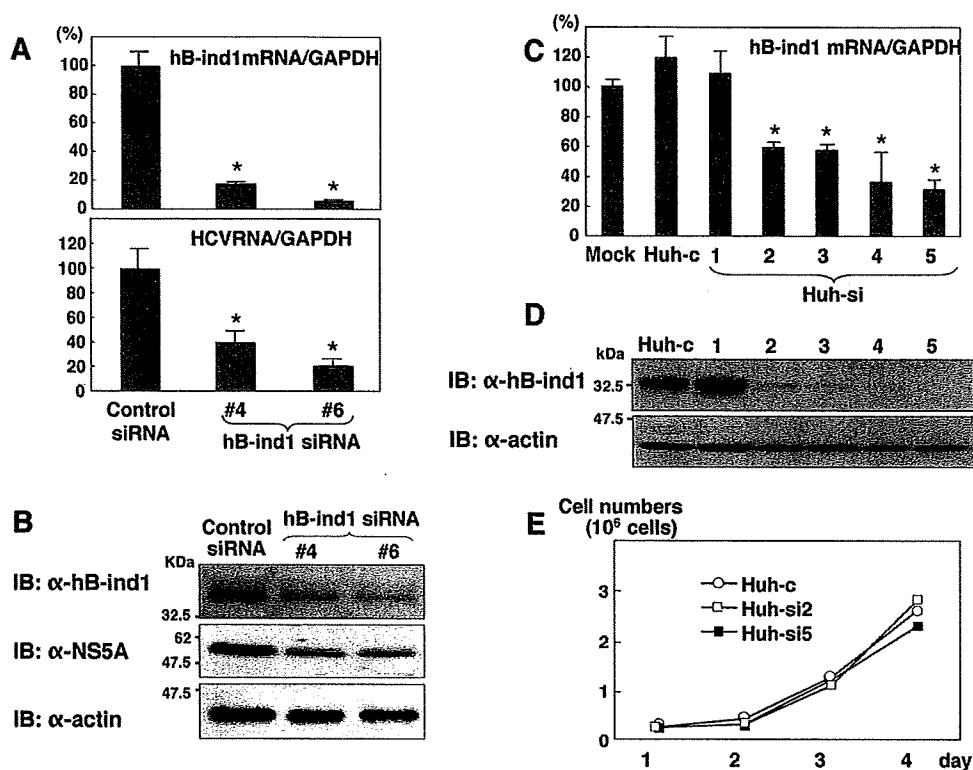 A
(%)
hB-ind1mRNA/GAPDH
100
80
60
40
20
0
HCVRNA/GAPDH
120
100
80
60
40
20
0
Control
siRNA
#4
#6
hB-ind1 siRNA
B
Control
siRNA
hB-ind1 siRNA
#4
#6
KDa
IB: α-hB-ind1
32.5
IB: α-NS5A
62
47.5
47.5
IB: α-actin
C
(%)
hB-ind1 mRNA/GAPDH
120
100
80
60
40
20
0
Mock Huh-c 1 2 3 4 5
Huh-si
D
Huh-c 1 2 3 4 5
kDa
IB: α-hB-ind1
32.5
47.5
IB: α-actin
E
Cell numbers
(10⁶ cells)
3
2
1
0
Huh-c
Huh-si2
Huh-si5
1 2 3 4 day